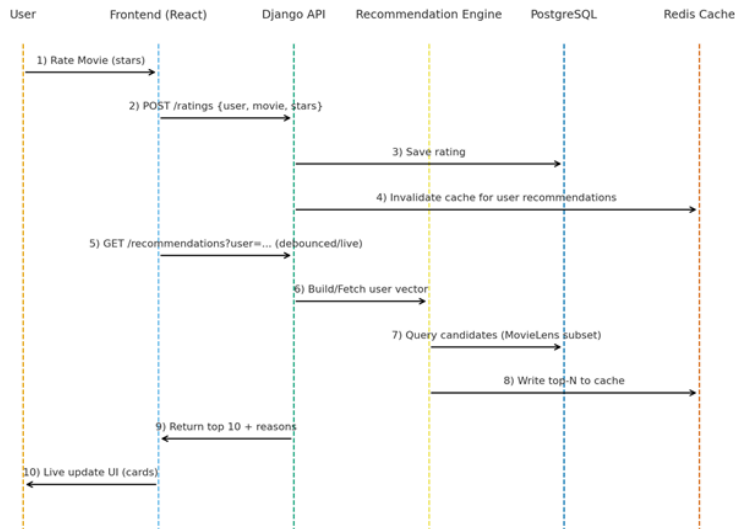 User Frontend (React) Django API Recommendation Engine PostgreSQL Redis Cache
1) Rate Movie (stars)
2) POST /ratings {user, movie, stars}
3) Save rating
4) Invalidate cache for user recommendations
5) GET /recommendations?user=... (debounced/live)
6) Build/Fetch user vector
7) Query candidates (MovieLens subset)
8) Write top-N to cache
9) Return top 10 + reasons
10) Live update UI (cards)